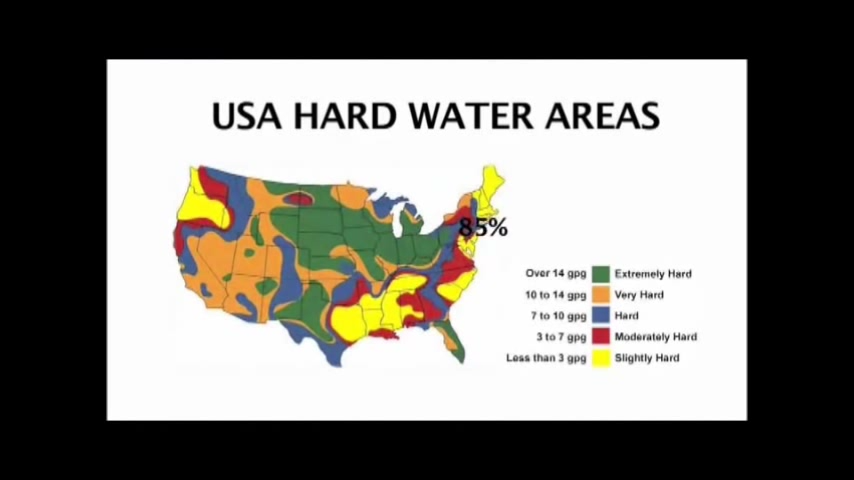 USA HARD WATER AREAS
85%
Over 14 gpg Extremely Hard
10 to 14 gpg Very Hard
7 to 10 gpg Hard
3 to 7 gpg Moderately Hard
Less than 3 gpg Slightly Hard